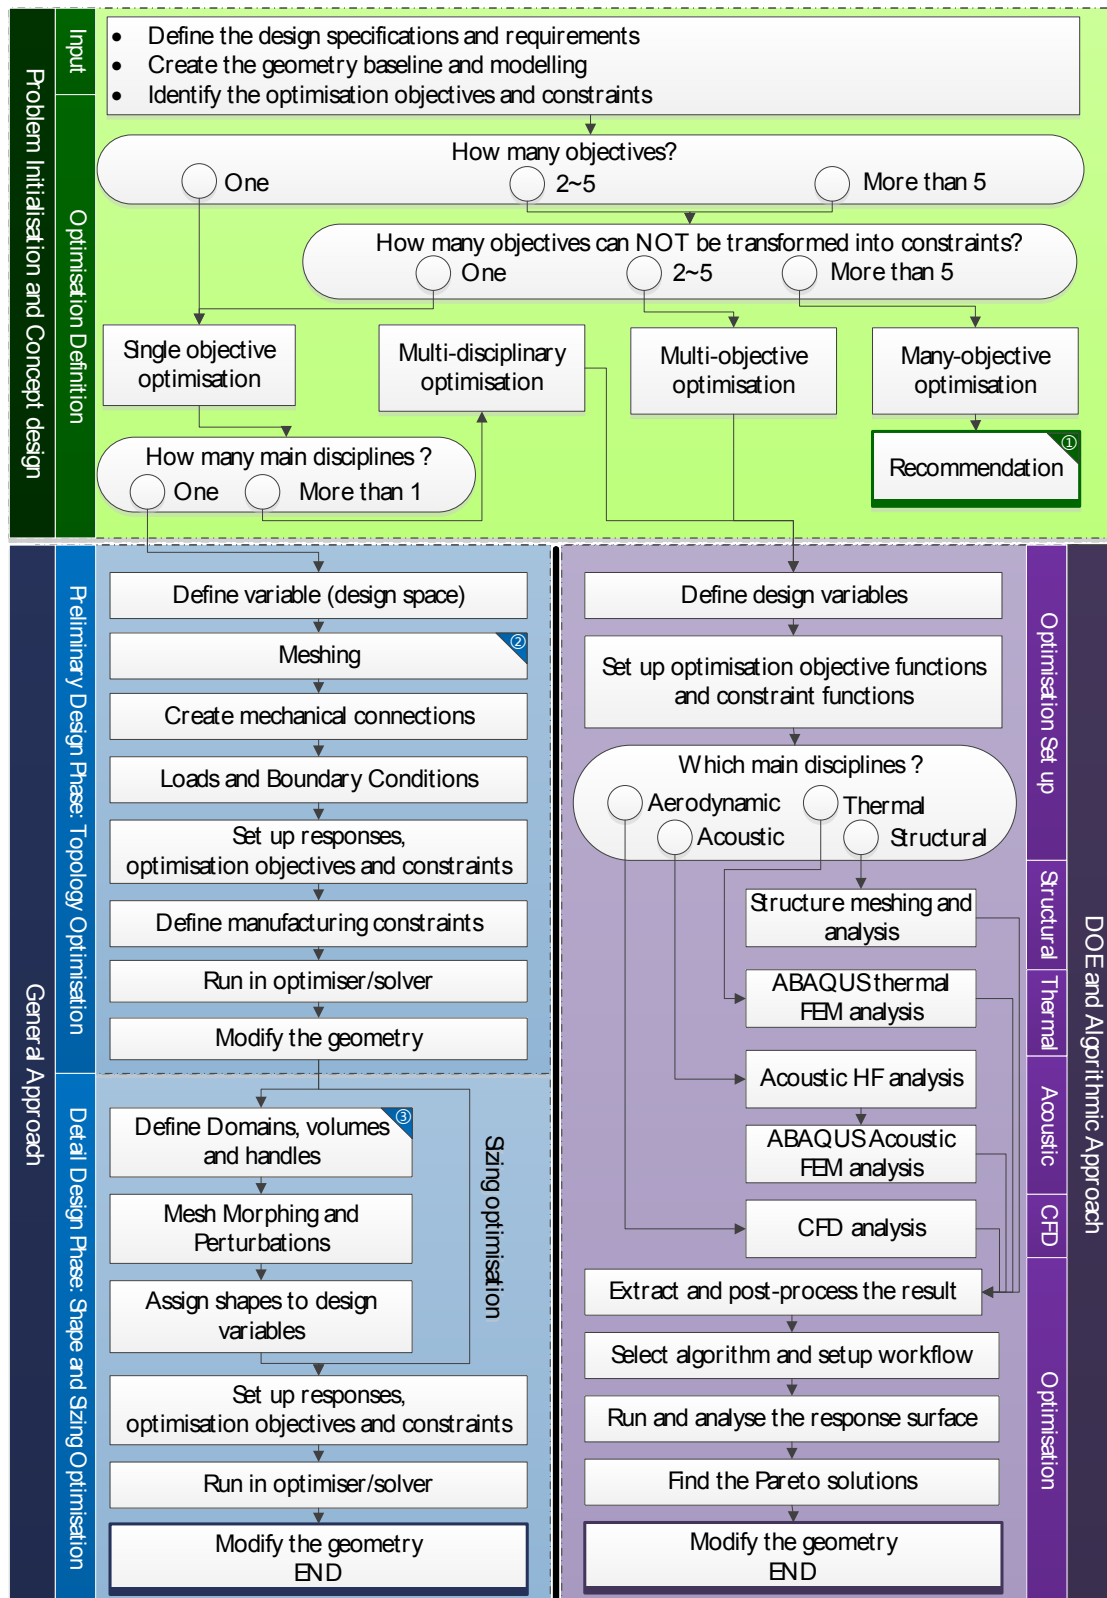 Problem Initialisation and Concept design
Input
• Define the design specifications and requirements
• Create the geometry baseline and modelling
• Identify the optimisation objectives and constraints
Optimisation Definition
How many objectives?
One
2~5
More than 5
How many objectives can NOT be transformed into constraints?
One
2~5
More than 5
Single objective
optimisation
Multi-disciplinary
optimisation
Multi-objective
optimisation
Many-objective
optimisation
How many main disciplines ?
One
More than 1
Recommendation
①
General Approach
Preliminary Design Phase: Topology Optimisation
Define variable (design space)
Meshing
②
Create mechanical connections
Loads and Boundary Conditions
Set up responses,
optimisation objectives and constraints
Define manufacturing constraints
Run in optimiser/solver
Modify the geometry
Detail Design Phase: Shape and Sizing Optimisation
Define Domains, volumes
and handles
③
Mesh Morphing and
Perturbations
Assign shapes to design
variables
Sizing optimisation
Set up responses,
optimisation objectives and constraints
Run in optimiser/solver
Modify the geometry
END
DOE and Algorithmic Approach
Optimisation Set up
Define design variables
Set up optimisation objective functions
and constraint functions
Which main disciplines ?
Aerodynamic
Thermal
Acoustic
Structural
Structural
Structure meshing and
analysis
Thermal
ABAQUS thermal
FEM analysis
Acoustic
Acoustic HF analysis
ABAQUS Acoustic
FEM analysis
CFD
CFD analysis
Optimisation
Extract and post-process the result
Select algorithm and setup workflow
Run and analyse the response surface
Find the Pareto solutions
Modify the geometry
END